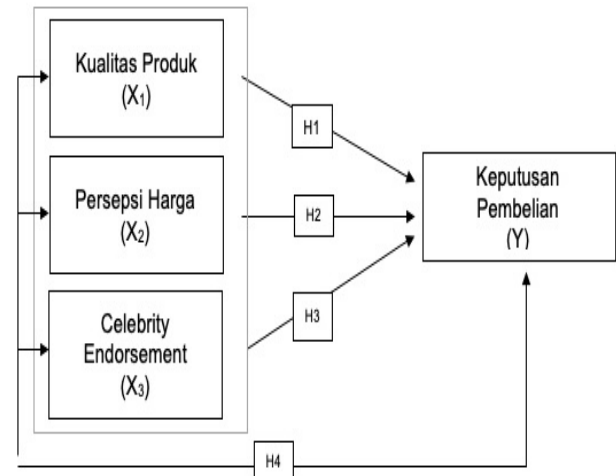 Kualitas Produk
(X₁)
H1
Persepsi Harga
(X₂)
H2
Keputusan
Pembelian
(Y)
Celebrity
Endorsement
(X₃)
H3
H4